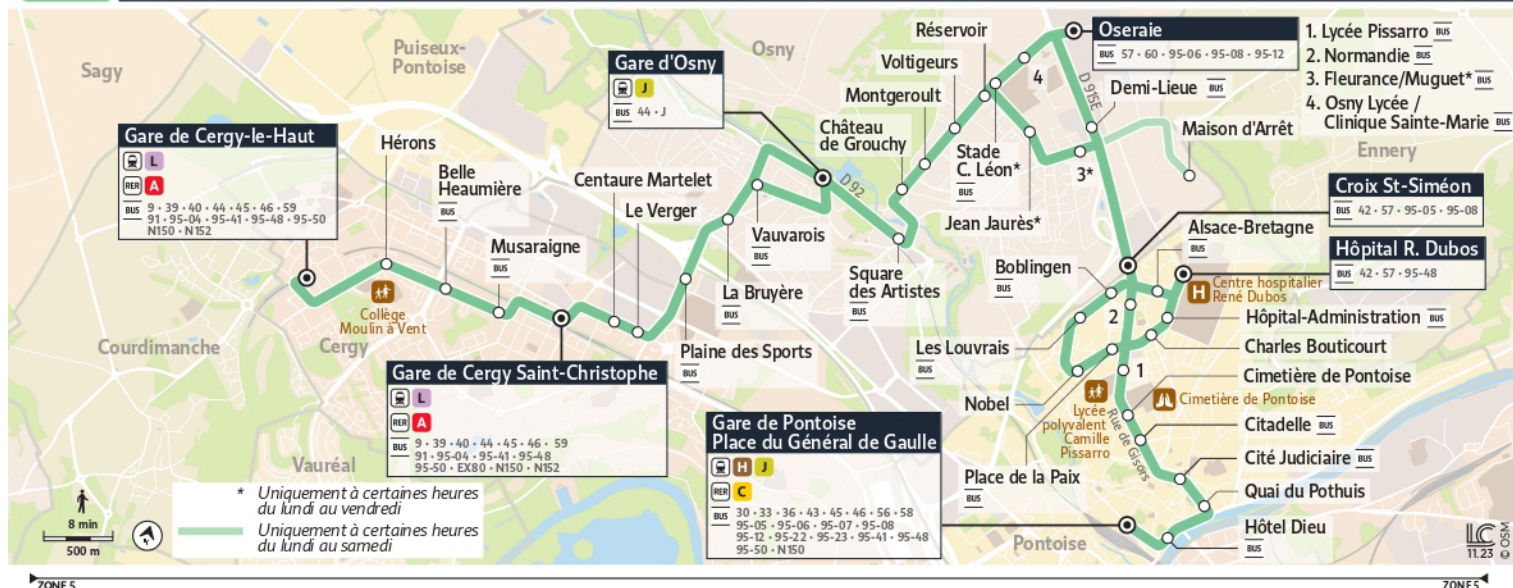 Sagy
Puiseux-
Pontoise
Osny
Réservoir
Voltigeurs
Montgeroult
Château
de Grouchy
4
D 915E
Oseraie
BUS 57 · 60 · 95-06 · 95-08 · 95-12
1. Lycée Pissarro BUS
2. Normandie BUS
3. Fleurance/Muguet* BUS
4. Osny Lycée /
Clinique Sainte-Marie BUS
Demi-Lieue BUS
Maison d'Arrêt
Ennery
Gare d'Osny
J
BUS 44 · J
D 92
Gare de Cergy-le-Haut
L
RER A
BUS 9 · 39 · 40 · 44 · 45 · 46 · 59
91 · 95-04 · 95-41 · 95-48 · 95-50
N150 · N152
Hérons
Belle
Heaumière
BUS
Musaraigne
BUS
Centaure Martelet
Le Verger
Vauvarois
BUS
La Bruyère
BUS
Plaine des Sports
BUS
Square
des Artistes
BUS
Stade
C. Léon*
BUS
3*
Jean Jaurès*
Croix St-Siméon
BUS 42 · 57 · 95-05 · 95-08
Alsace-Bretagne
BUS
Hôpital R. Dubos
BUS 42 · 57 · 95-48
Boblingen
BUS
H Centre hospitalier
René Dubos
2
Hôpital-Administration BUS
Les Louvrais
BUS
Charles Bouticourt
1
Cimetière de Pontoise
Cimetière de Pontoise
Nobel
Lycée
polyvalent
Camille
Pissarro
Rue de Gisors
Citadelle BUS
Cité Judiciaire BUS
Place de la Paix
BUS
Quai du Pothuis
Hôtel Dieu
BUS
Pontoise
Collège
Moulin à Vent
Cergy
Courdimanche
Vauréal
Gare de Cergy Saint-Christophe
L
RER A
BUS 9 · 39 · 40 · 44 · 45 · 46 · 59
91 · 95-04 · 95-41 · 95-48
95-50 · EX80 · N150 · N152
Gare de Pontoise
Place du Général de Gaulle
H J
RER C
BUS 30 · 33 · 36 · 43 · 45 · 46 · 56 · 58
95-05 · 95-06 · 95-07 · 95-08
95-12 · 95-22 · 95-23 · 95-41 · 95-48
95-50 · N150
8 min
500 m
* Uniquement à certaines heures
du lundi au vendredi
Uniquement à certaines heures
du lundi au samedi
LC
11.23
© OSM
ZONE 5
ZONE 5